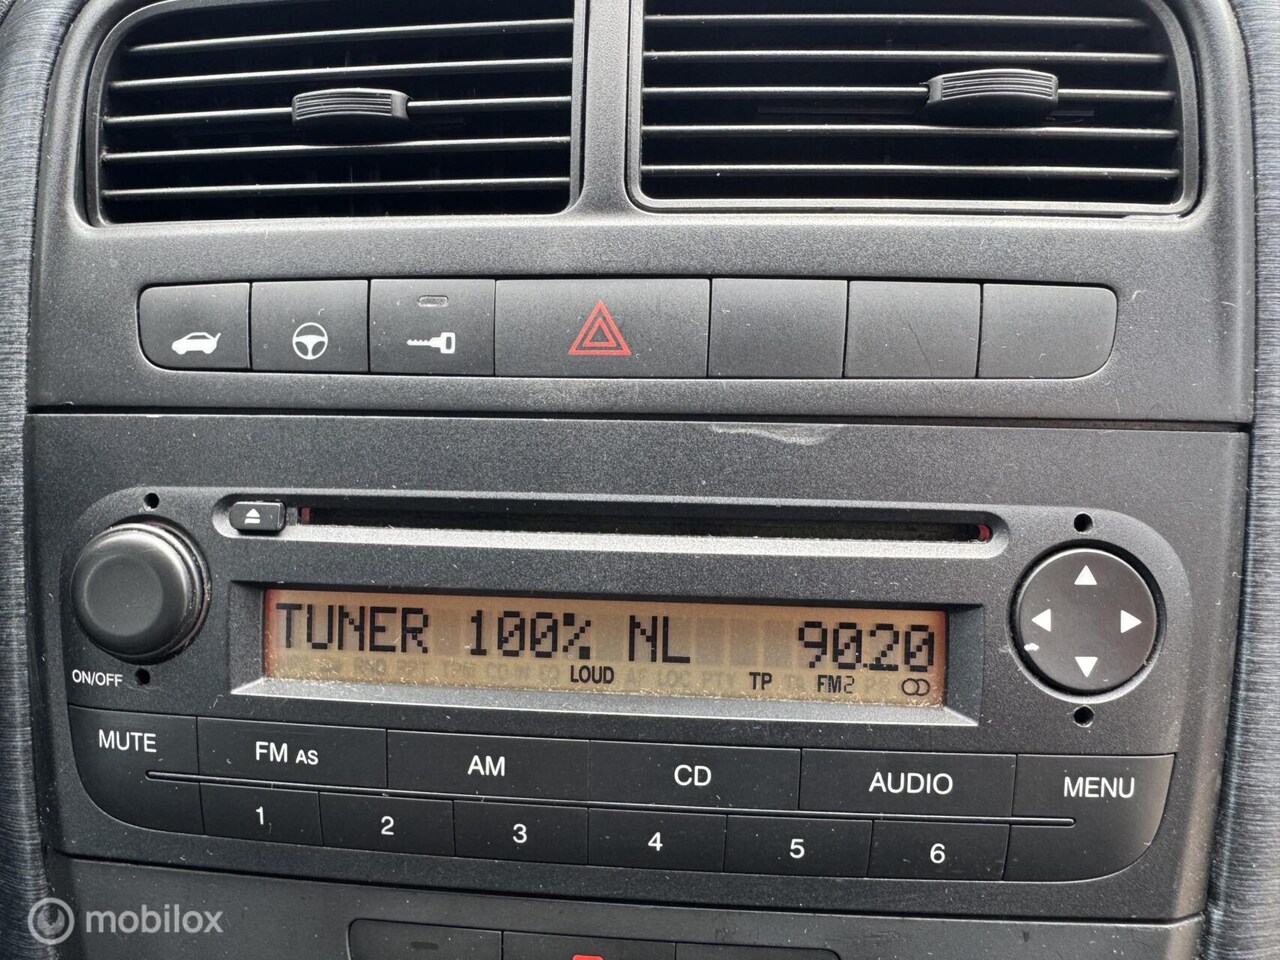 TUNER 100% NL 90.20
LOUD TP FM2
ON/OFF
MUTE FM AS AM CD AUDIO MENU
1 2 3 4 5 6
mobilox